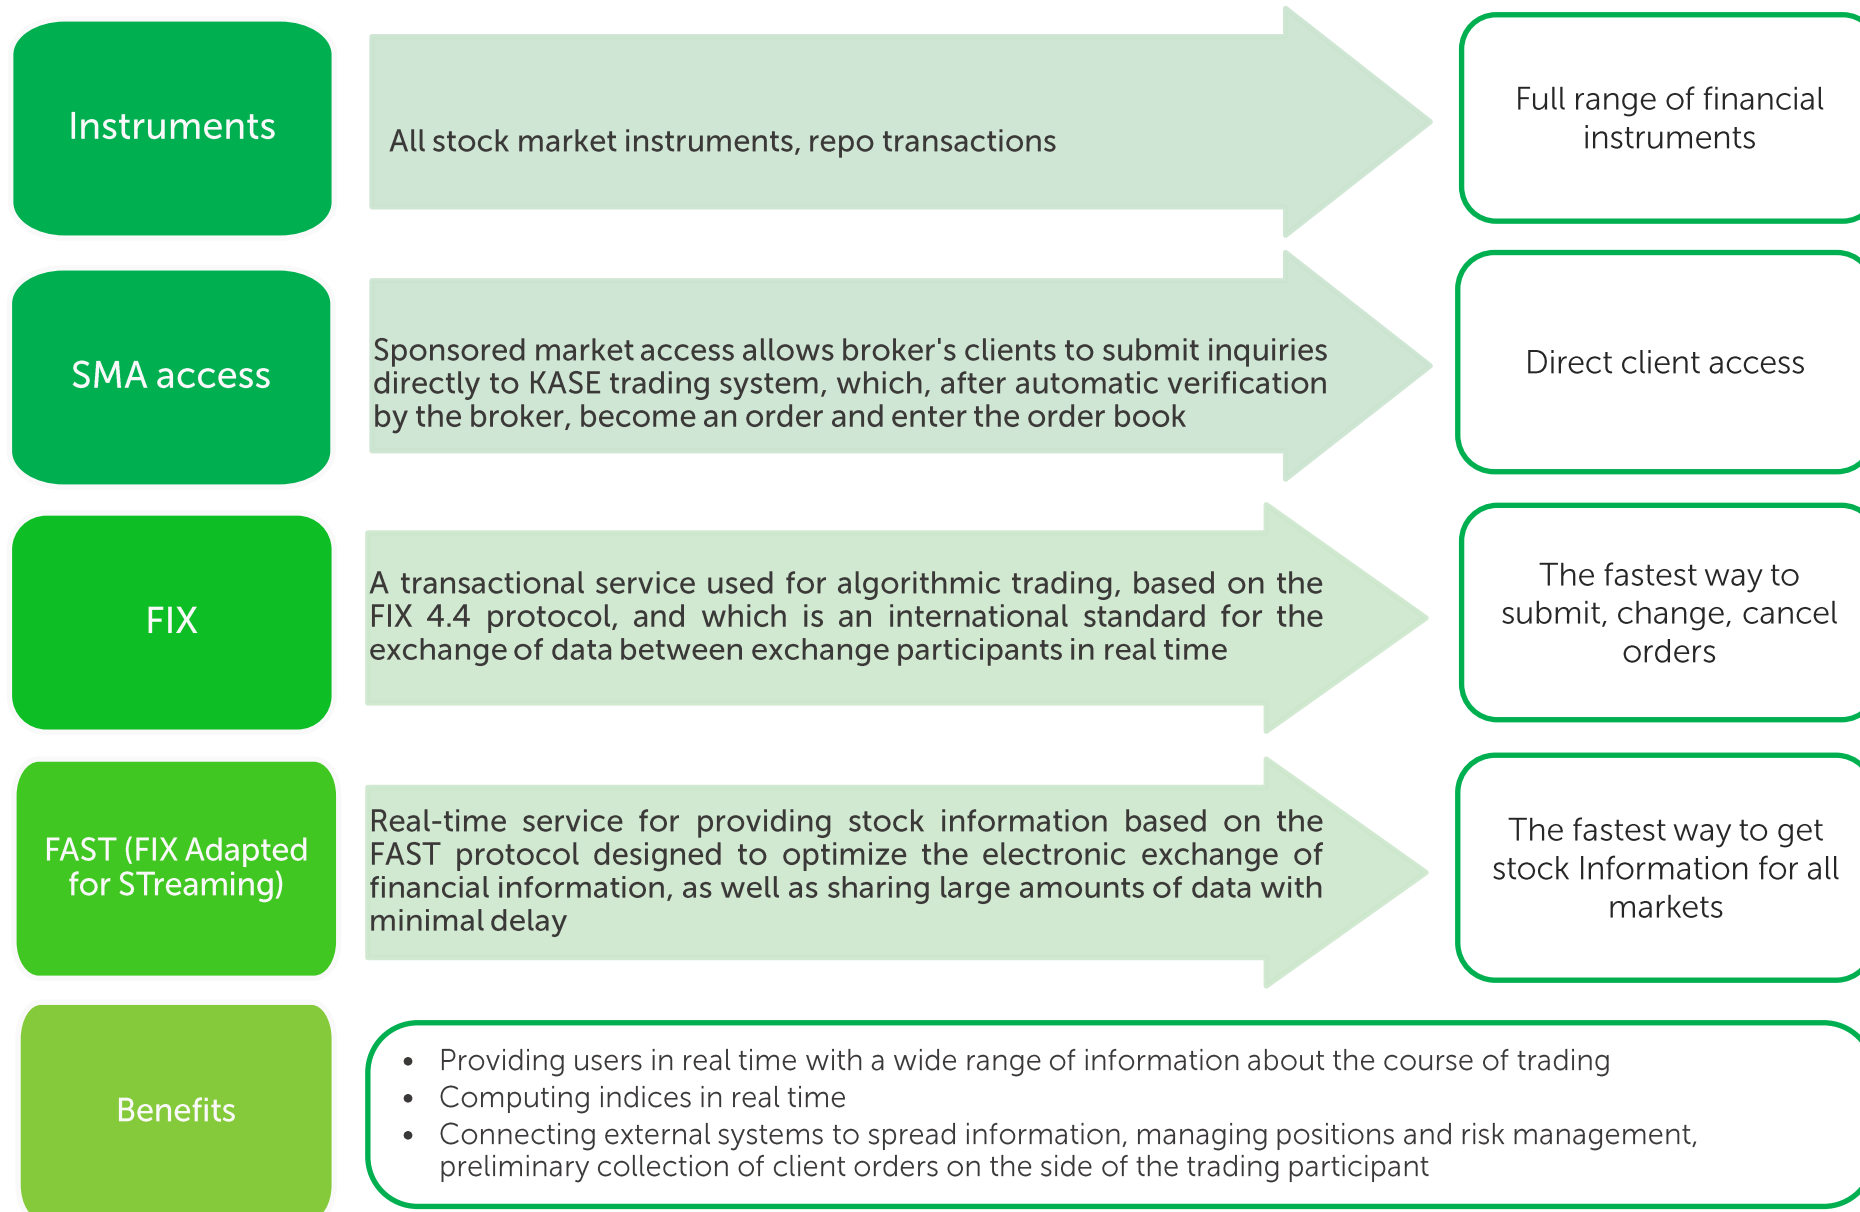 Instruments
All stock market instruments, repo transactions
Full range of financial
instruments
SMA access
Sponsored market access allows broker's clients to submit inquiries
directly to KASE trading system, which, after automatic verification
by the broker, become an order and enter the order book
Direct client access
FIX
A transactional service used for algorithmic trading, based on the
FIX 4.4 protocol, and which is an international standard for the
exchange of data between exchange participants in real time
The fastest way to
submit, change, cancel
orders
FAST (FIX Adapted
for STreaming)
Real-time service for providing stock information based on the
FAST protocol designed to optimize the electronic exchange of
financial information, as well as sharing large amounts of data with
minimal delay
The fastest way to get
stock Information for all
markets
Benefits
• Providing users in real time with a wide range of information about the course of trading
• Computing indices in real time
• Connecting external systems to spread information, managing positions and risk management,
preliminary collection of client orders on the side of the trading participant